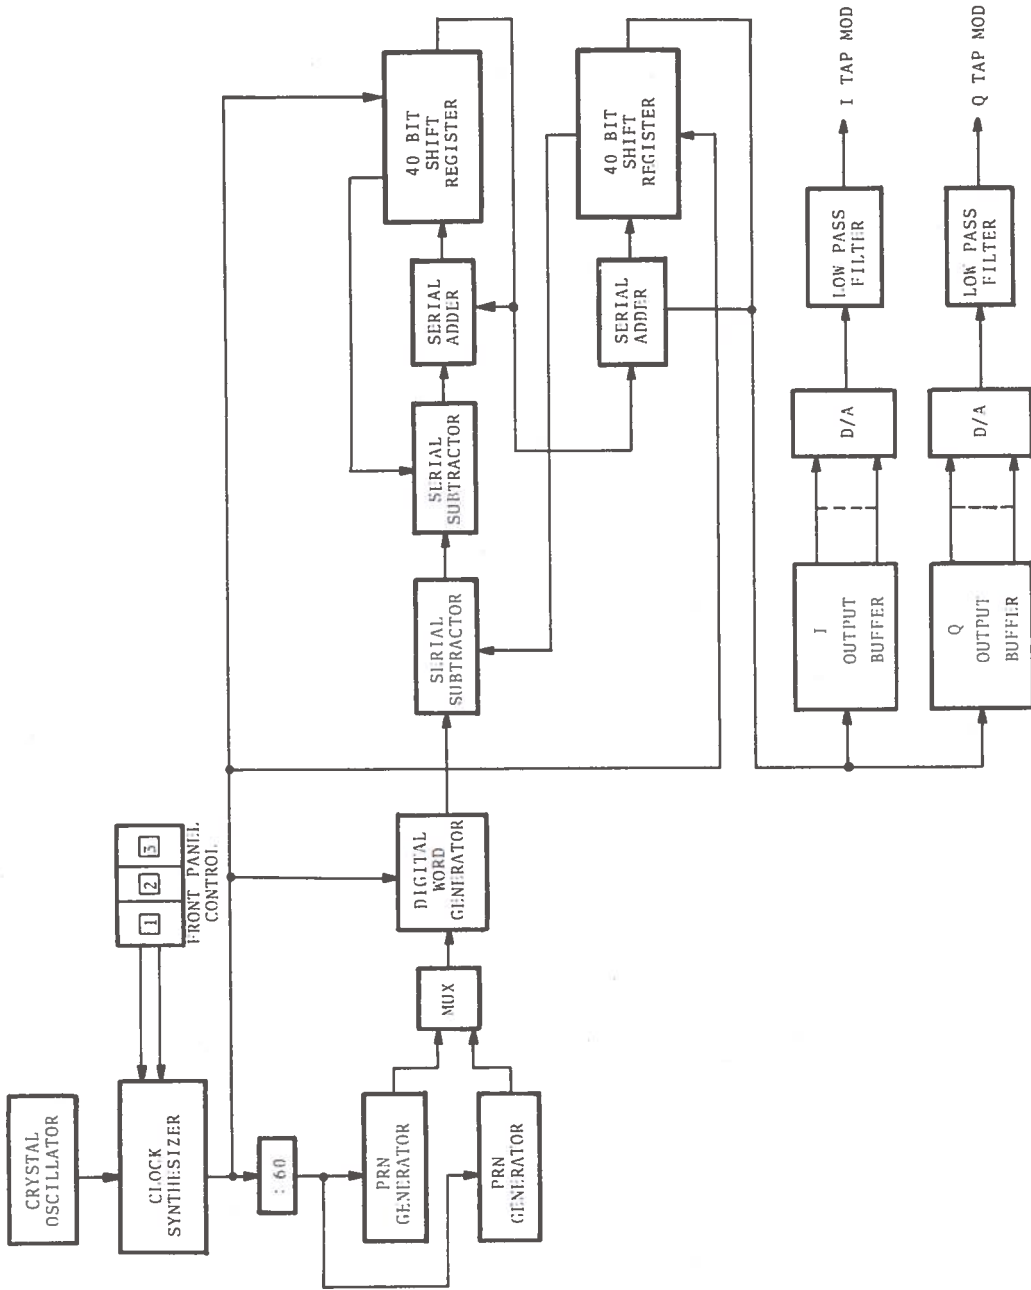 CRYSTAL
OSCILLATOR
CLOCK
SYNTHESIZER
1 2 3
FRONT PANEL
CONTROL
: 60
PRN
GENERATOR
PRN
GENERATOR
MUX
DIGITAL
WORD
GENERATOR
SERIAL
SUBTRACTOR
SERIAL
SUBTRACTOR
SERIAL
ADDER
40 BIT
SHIFT
REGISTER
SERIAL
ADDER
40 BIT
SHIFT
REGISTER
I
OUTPUT
BUFFER
D/A
LOW PASS
FILTER
I TAP MOD
Q
OUTPUT
BUFFER
D/A
LOW PASS
FILTER
Q TAP MOD